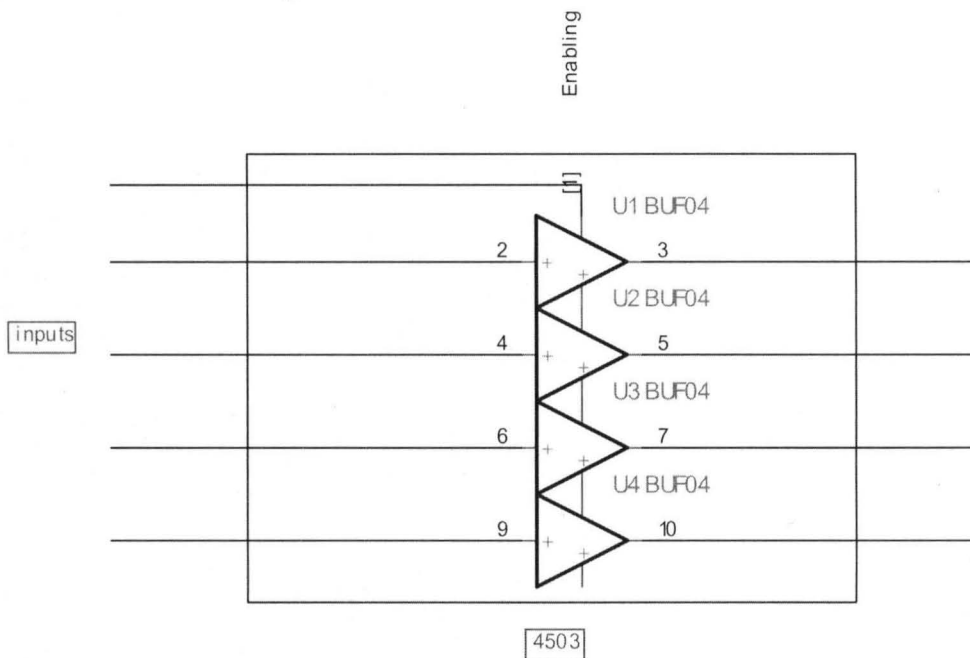 Enabling
[1]
U1 BUF04
2
3
U2 BUF04
inputs
4
5
U3 BUF04
6
7
U4 BUF04
9
10
4503